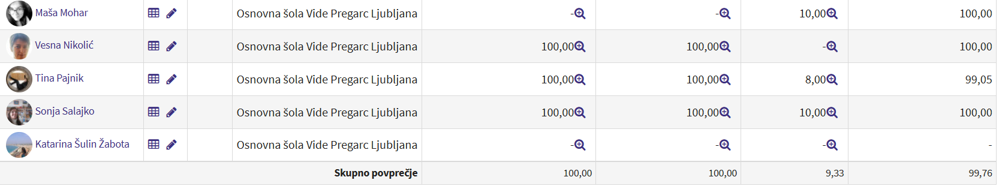 Maša Mohar Osnovna šola Vide Pregarc Ljubljana - - 10,00 100,00
Vesna Nikolić Osnovna šola Vide Pregarc Ljubljana 100,00 100,00 - 100,00
Tina Pajnik Osnovna šola Vide Pregarc Ljubljana 100,00 100,00 8,00 99,05
Sonja Salajko Osnovna šola Vide Pregarc Ljubljana 100,00 100,00 10,00 100,00
Katarina Šulin Žabota Osnovna šola Vide Pregarc Ljubljana - - - -
Skupno povprečje 100,00 100,00 9,33 99,76